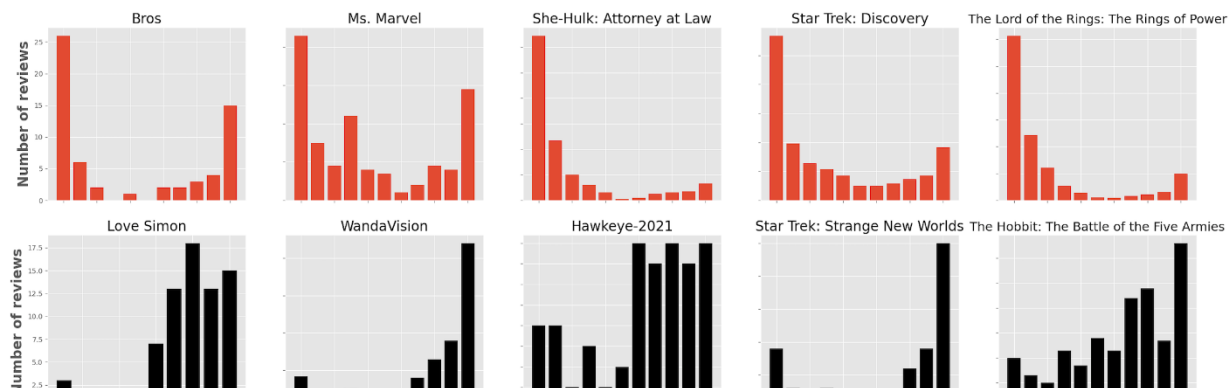 Bros
Ms. Marvel
She-Hulk: Attorney at Law
Star Trek: Discovery
The Lord of the Rings: The Rings of Power
Number of reviews
25
20
15
10
5
0
Love Simon
WandaVision
Hawkeye-2021
Star Trek: Strange New Worlds
The Hobbit: The Battle of the Five Armies
Number of reviews
17.5
15.0
12.5
10.0
7.5
5.0
2.5